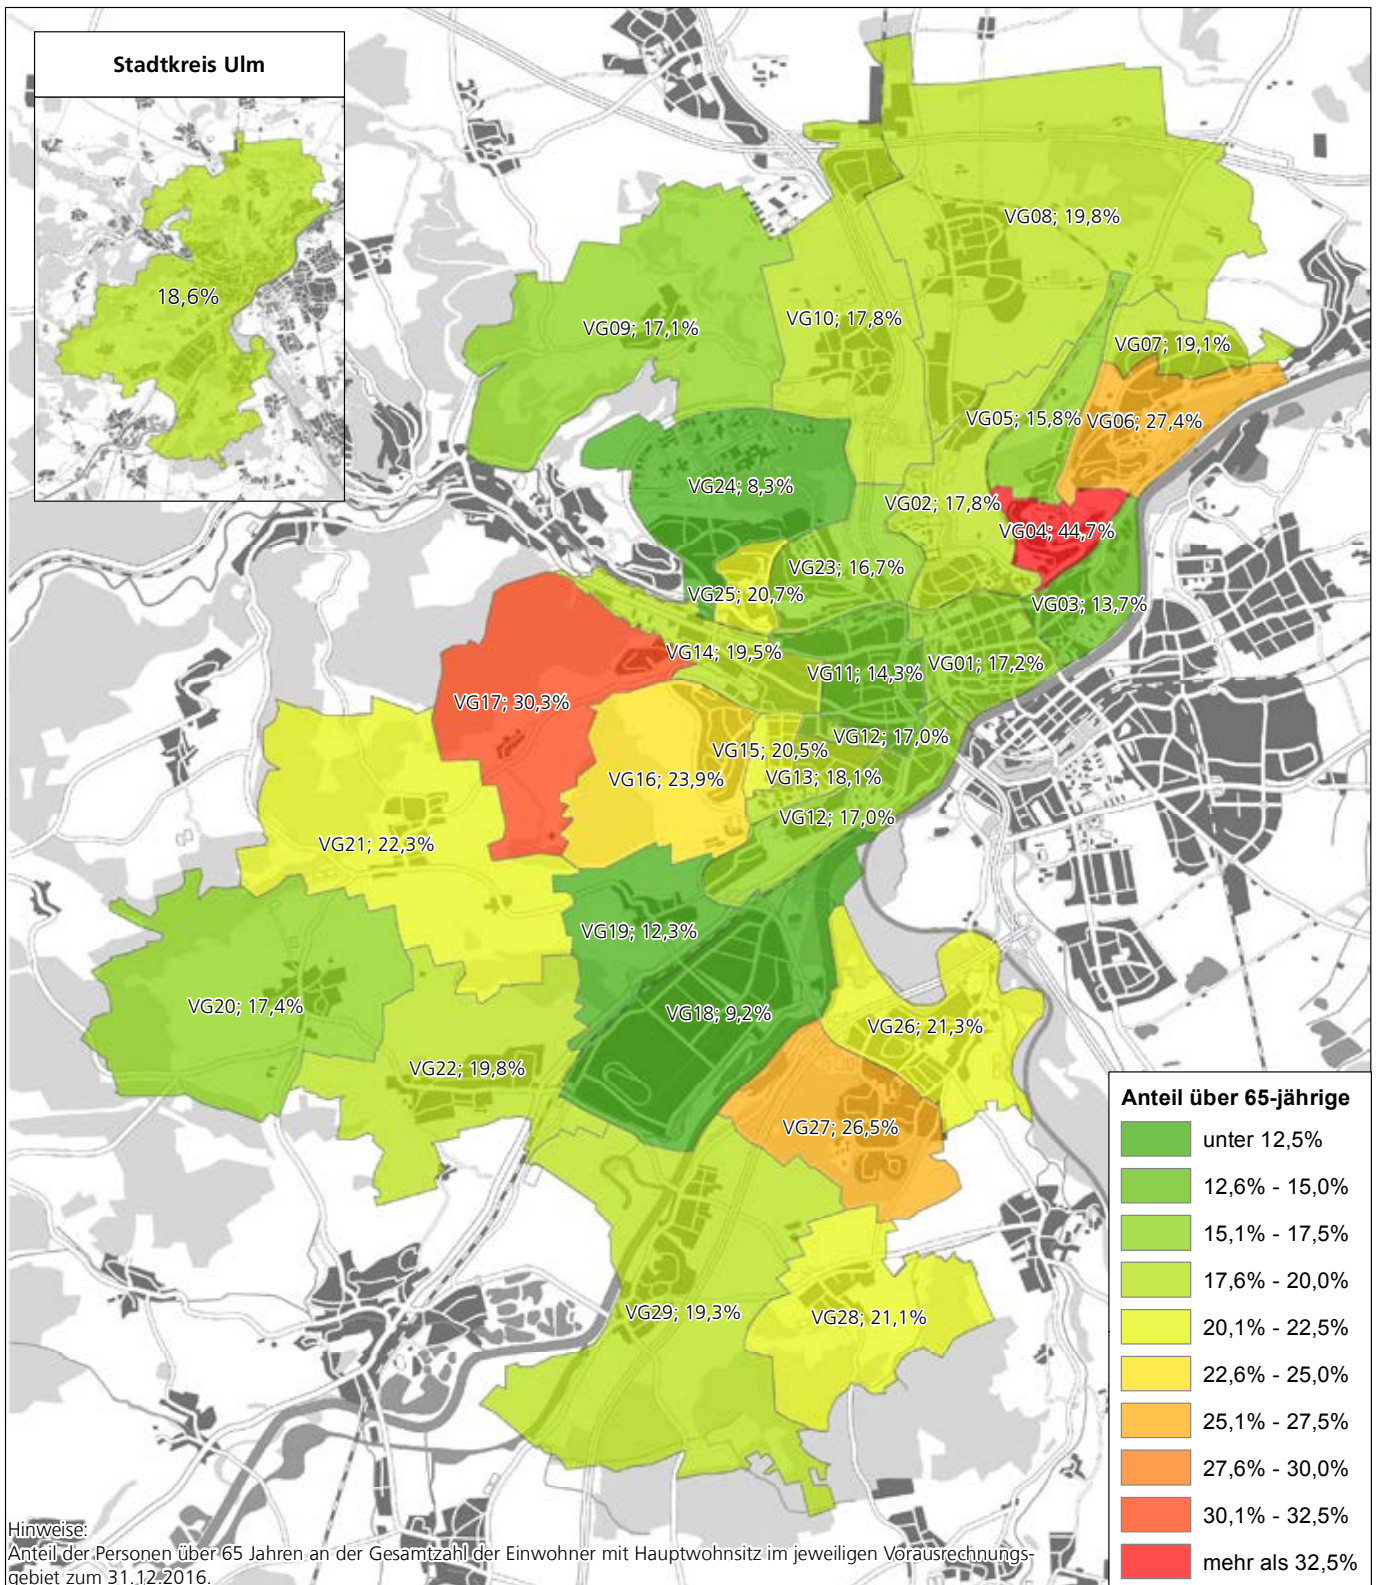 Stadtkreis Ulm
18,6%
VG08; 19,8%
VG09; 17,1%
VG10; 17,8%
VG07; 19,1%
VG05; 15,8%
VG06; 27,4%
VG24; 8,3%
VG02; 17,8%
VG04; 44,7%
VG23; 16,7%
VG25; 20,7%
VG03; 13,7%
VG14; 19,5%
VG11; 14,3%
VG01; 17,2%
VG17; 30,3%
VG12; 17,0%
VG15; 20,5%
VG16; 23,9%
VG13; 18,1%
VG12; 17,0%
VG21; 22,3%
VG19; 12,3%
VG20; 17,4%
VG18; 9,2%
VG26; 21,3%
VG22; 19,8%
VG27; 26,5%
VG29; 19,3%
VG28; 21,1%
Anteil über 65-jährige
unter 12,5%
12,6% - 15,0%
15,1% - 17,5%
17,6% - 20,0%
20,1% - 22,5%
22,6% - 25,0%
25,1% - 27,5%
27,6% - 30,0%
30,1% - 32,5%
mehr als 32,5%
Hinweise:
Anteil der Personen über 65 Jahren an der Gesamtzahl der Einwohner mit Hauptwohnsitz im jeweiligen Vorausrechnungs-
gebiet zum 31.12.2016.